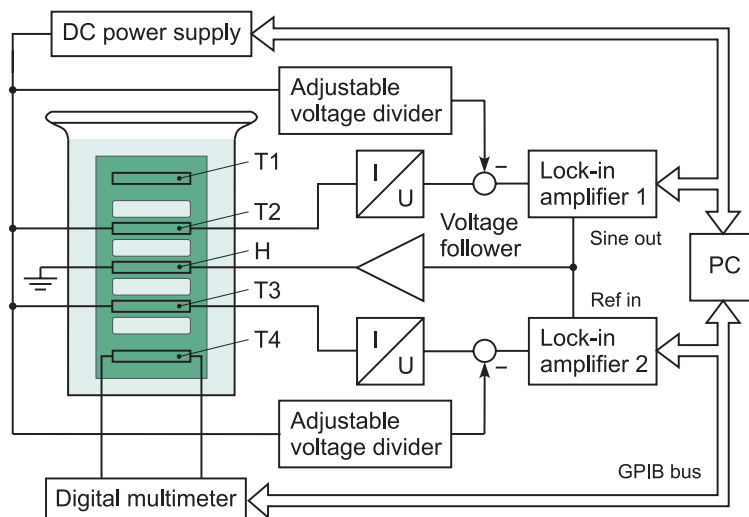 DC power supply
Adjustable
voltage divider
T1
T2
H
T3
T4
I
U
−
Lock-in
amplifier 1
Voltage
follower
Sine out
PC
Ref in
I
U
−
Lock-in
amplifier 2
Adjustable
voltage divider
GPIB bus
Digital multimeter